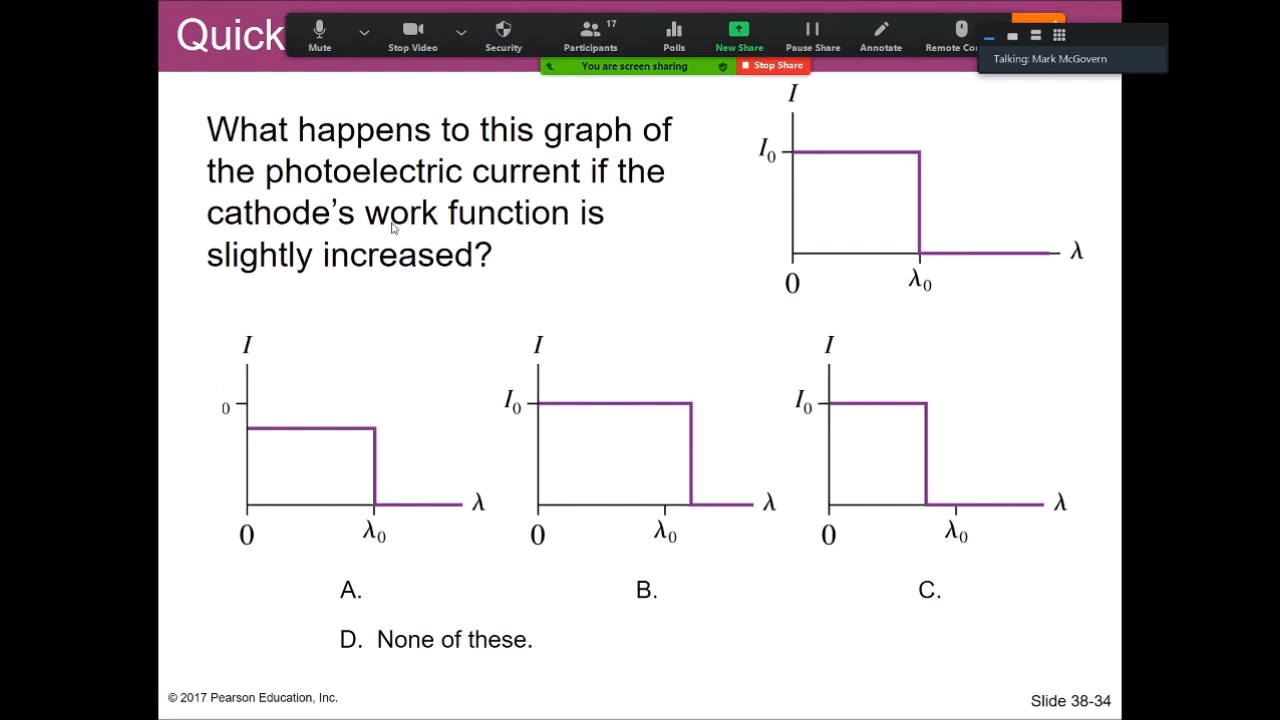 Quick
Mute
Stop Video
Security
Participants
17
Polls
New Share
Pause Share
Annotate
Remote Co
You are screen sharing
Stop Share
Talking: Mark McGovern
What happens to this graph of
the photoelectric current if the
cathode’s work function is
slightly increased?
I
I₀
0
λ₀
λ
I
0
0
λ₀
λ
I
I₀
0
λ₀
λ
I
I₀
0
λ₀
λ
A.
B.
C.
D. None of these.
© 2017 Pearson Education, Inc.
Slide 38-34